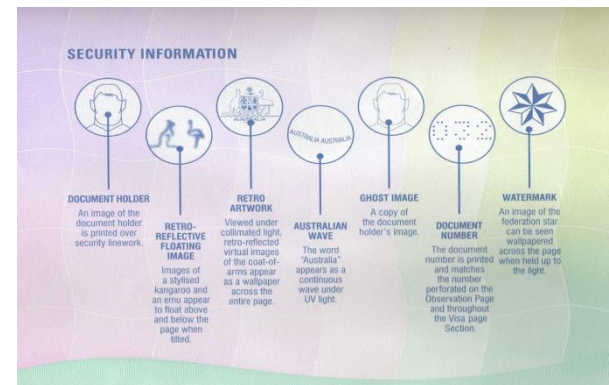 SECURITY INFORMATION
AUSTRALIA
AUSTRALIA AUSTRALIA
022
DOCUMENT HOLDER
An image of the
document holder
is printed over
security linework.
RETRO-
REFLECTIVE
FLOATING
IMAGE
Images of
a stylised
kangaroo and
an emu appear
to float above
and below the
page when
tilted.
RETRO
ARTWORK
Viewed under
collimated light,
retro-reflected
virtual images
of the coat-of-
arms appear
as a wallpaper
across the
entire page.
AUSTRALIAN
WAVE
The word
"Australia"
appears as a
continuous
wave under
UV light.
GHOST IMAGE
A copy of
the document
holder's image.
DOCUMENT
NUMBER
The document
number is printed
and matches
the number
perforated on the
Observation Page
and throughout
the Visa page
Section.
WATERMARK
An image of the
federation star
can be seen
wallpapered
across the page
when held up to
the light.